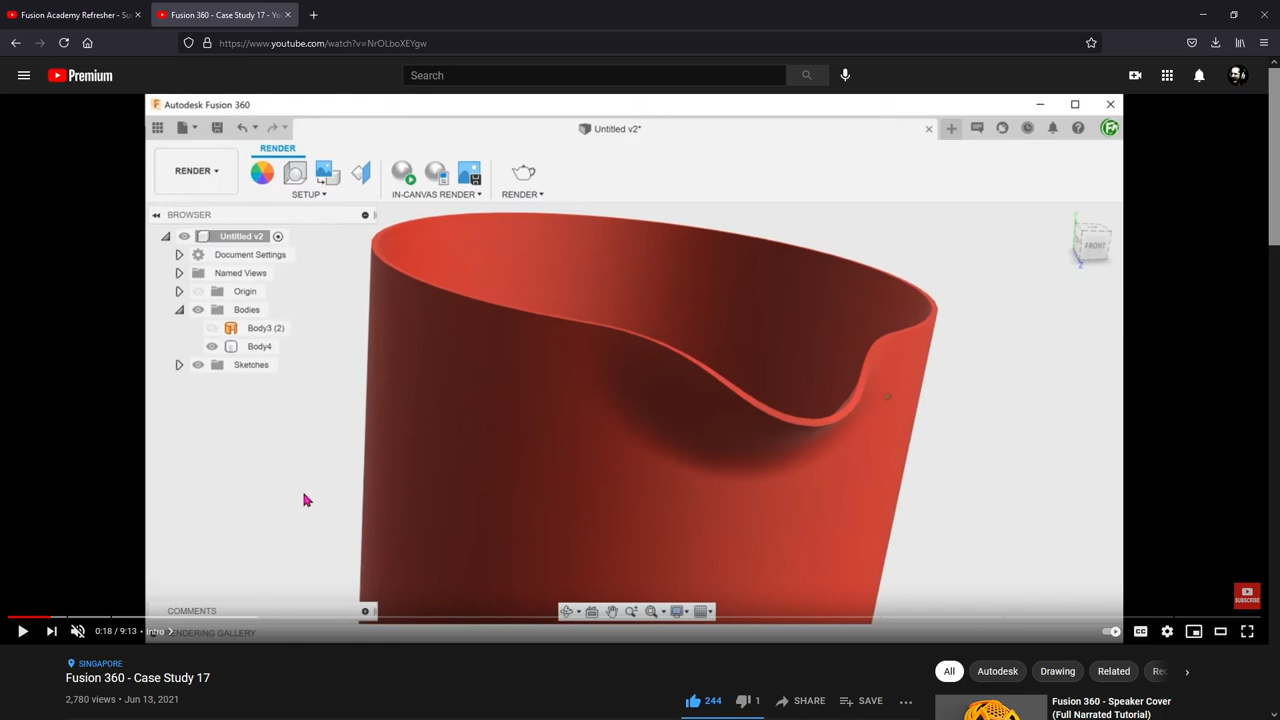 Fusion Academy Refresher - Su
Fusion 360 - Case Study 17 - Yo
https://www.youtube.com/watch?v=NrOLboXEYgw
Premium
Search
Autodesk Fusion 360
Untitled v2*
RENDER
RENDER
SETUP
IN-CANVAS RENDER
RENDER
BROWSER
Untitled v2
Document Settings
Named Views
Origin
Bodies
Body3 (2)
Body4
Sketches
FRONT
Z
COMMENTS
SUBSCRIBE
0:18 / 9:13 • Intro
RENDERING GALLERY
CC
SINGAPORE
Fusion 360 - Case Study 17
2,780 views • Jun 13, 2021
244
1
SHARE
SAVE
All
Autodesk
Drawing
Related
Rec
Fusion 360 - Speaker Cover
(Full Narrated Tutorial)